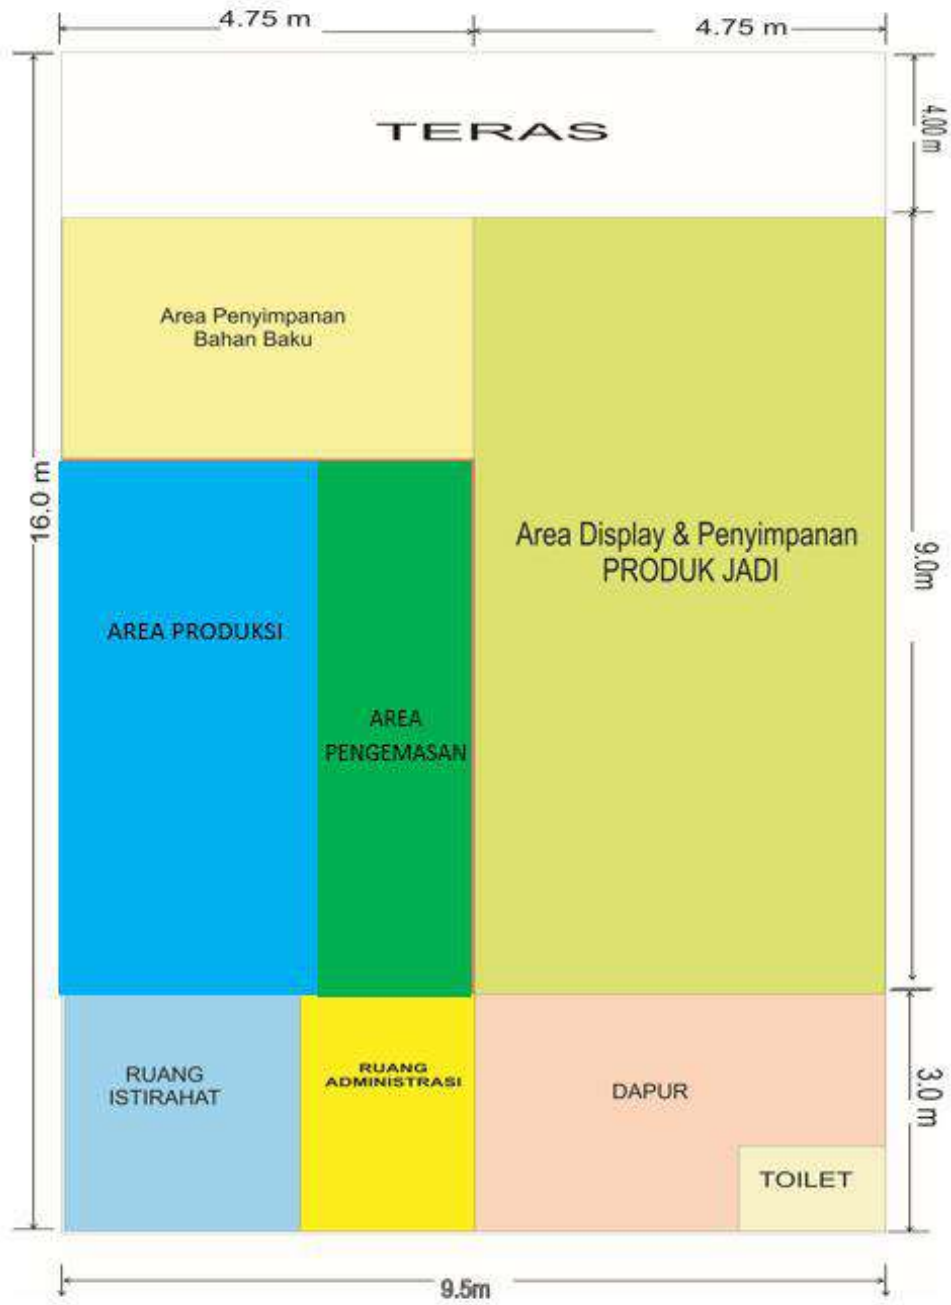 4.75 m
4.75 m
TERAS
4.00 m
Area Penyimpanan
Bahan Baku
16.0 m
Area Display & Penyimpanan
PRODUK JADI
9.0m
AREA PRODUKSI
AREA
PENGEMASAN
RUANG
ISTIRAHAT
RUANG
ADMINISTRASI
DAPUR
3.0 m
TOILET
9.5m